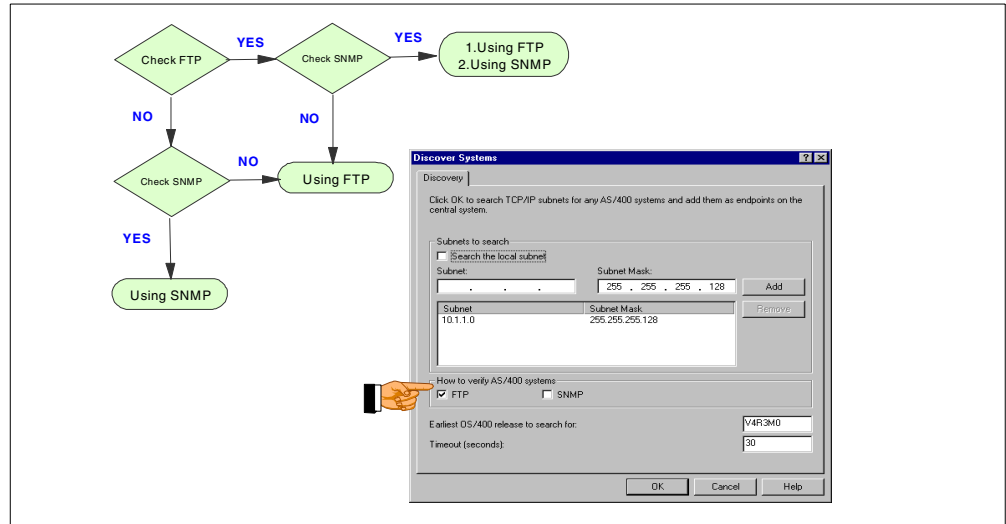 Check FTP
YES
Check SNMP
YES
1.Using FTP
2.Using SNMP
NO
NO
Check SNMP
NO
Using FTP
YES
Using SNMP
Discover Systems
Discovery
Click OK to search TCP/IP subnets for any AS/400 systems and add them as endpoints on the
central system.
Subnets to search
Search the local subnet
Subnet:
Subnet Mask:
. . .
255 . 255 . 255 . 128
Add
Subnet
Subnet Mask
Remove
10.1.1.0
255.255.255.128
How to verify AS/400 systems
FTP
SNMP
Earliest OS/400 release to search for:
V4R3M0
Timeout (seconds):
30
OK
Cancel
Help